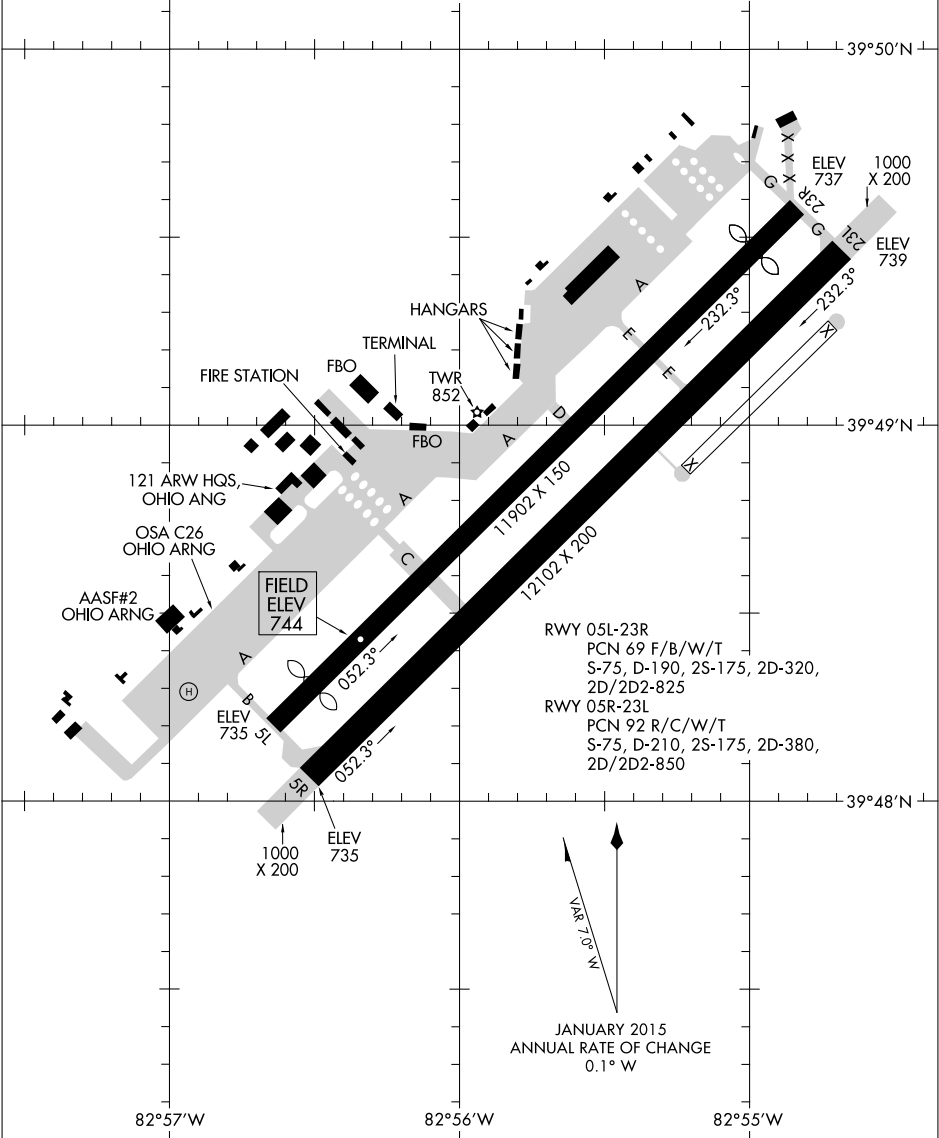 39°50'N
ELEV
737
1000
X 200
X
X
X
G
23R
G
23L
ELEV
739
A
232.3°
232.3°
HANGARS
TERMINAL
FBO
FIRE STATION
TWR
852
E
E
X
D
39°49'N
FBO
A
X
121 ARW HQS,
OHIO ANG
A
11902 X 150
OSA C26
OHIO ARNG
C
12102 X 200
AASF#2
OHIO ARNG
FIELD
ELEV
744
RWY 05L-23R
PCN 69 F/B/W/T
S-75, D-190, 2S-175, 2D-320,
2D/2D2-825
RWY 05R-23L
PCN 92 R/C/W/T
S-75, D-210, 2S-175, 2D-380,
2D/2D2-850
A
052.3°
H
B
ELEV
735
5L
052.3°
5R
39°48'N
ELEV
735
1000
X 200
VAR 7.0° W
JANUARY 2015
ANNUAL RATE OF CHANGE
0.1° W
82°57'W
82°56'W
82°55'W